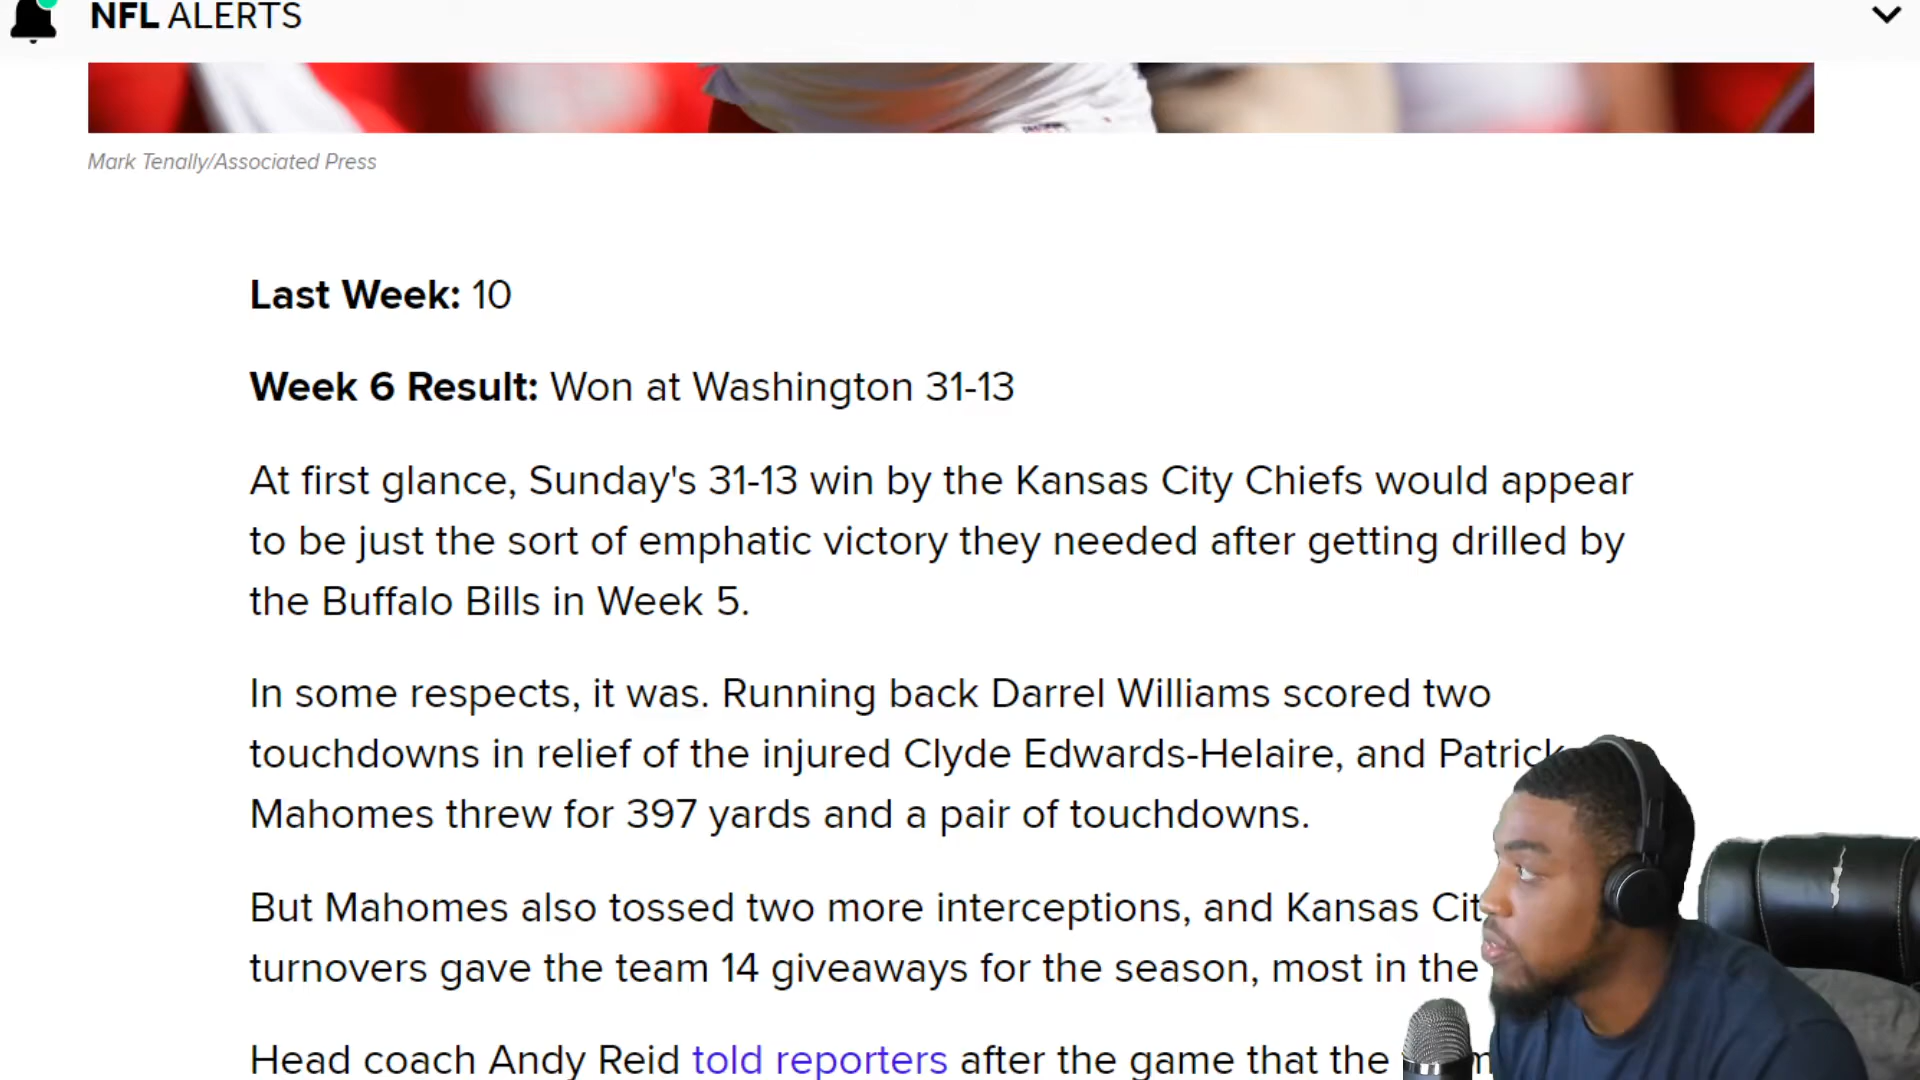 NFL ALERTS
Mark Tenally/Associated Press
Last Week: 10
Week 6 Result: Won at Washington 31-13
At first glance, Sunday's 31-13 win by the Kansas City Chiefs would appear
to be just the sort of emphatic victory they needed after getting drilled by
the Buffalo Bills in Week 5.
In some respects, it was. Running back Darrel Williams scored two
touchdowns in relief of the injured Clyde Edwards-Helaire, and Patrick
Mahomes threw for 397 yards and a pair of touchdowns.
But Mahomes also tossed two more interceptions, and Kansas
turnovers gave the team 14 giveaways for the season, most in the
Head coach Andy Reid told reporters after the game that the